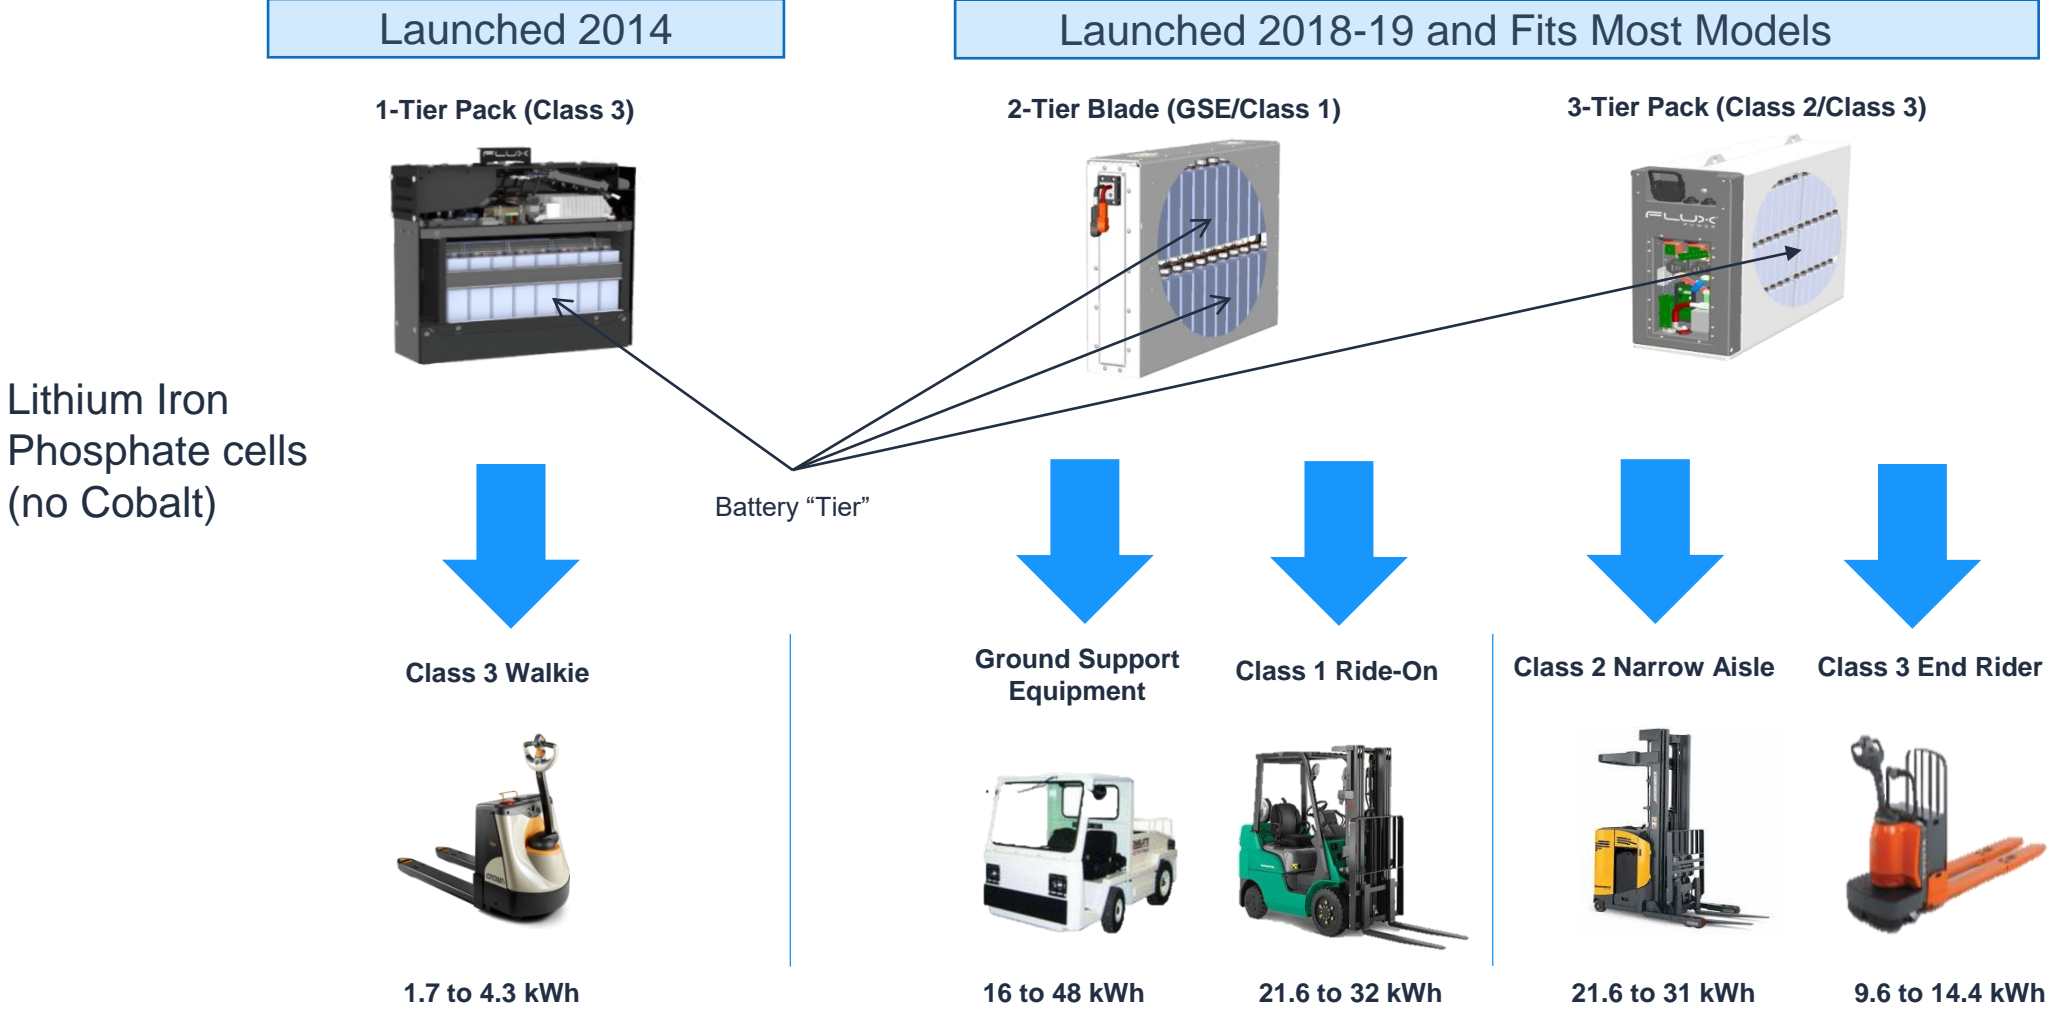 Launched 2014
Launched 2018-19 and Fits Most Models
1-Tier Pack (Class 3)
2-Tier Blade (GSE/Class 1)
3-Tier Pack (Class 2/Class 3)
FLUX
FLUX
POWER
Lithium Iron
Phosphate cells
(no Cobalt)
Battery “Tier”
Class 3 Walkie
Ground Support
Equipment
Class 1 Ride-On
Class 2 Narrow Aisle
Class 3 End Rider
CROWN
1.7 to 4.3 kWh
16 to 48 kWh
21.6 to 32 kWh
21.6 to 31 kWh
9.6 to 14.4 kWh